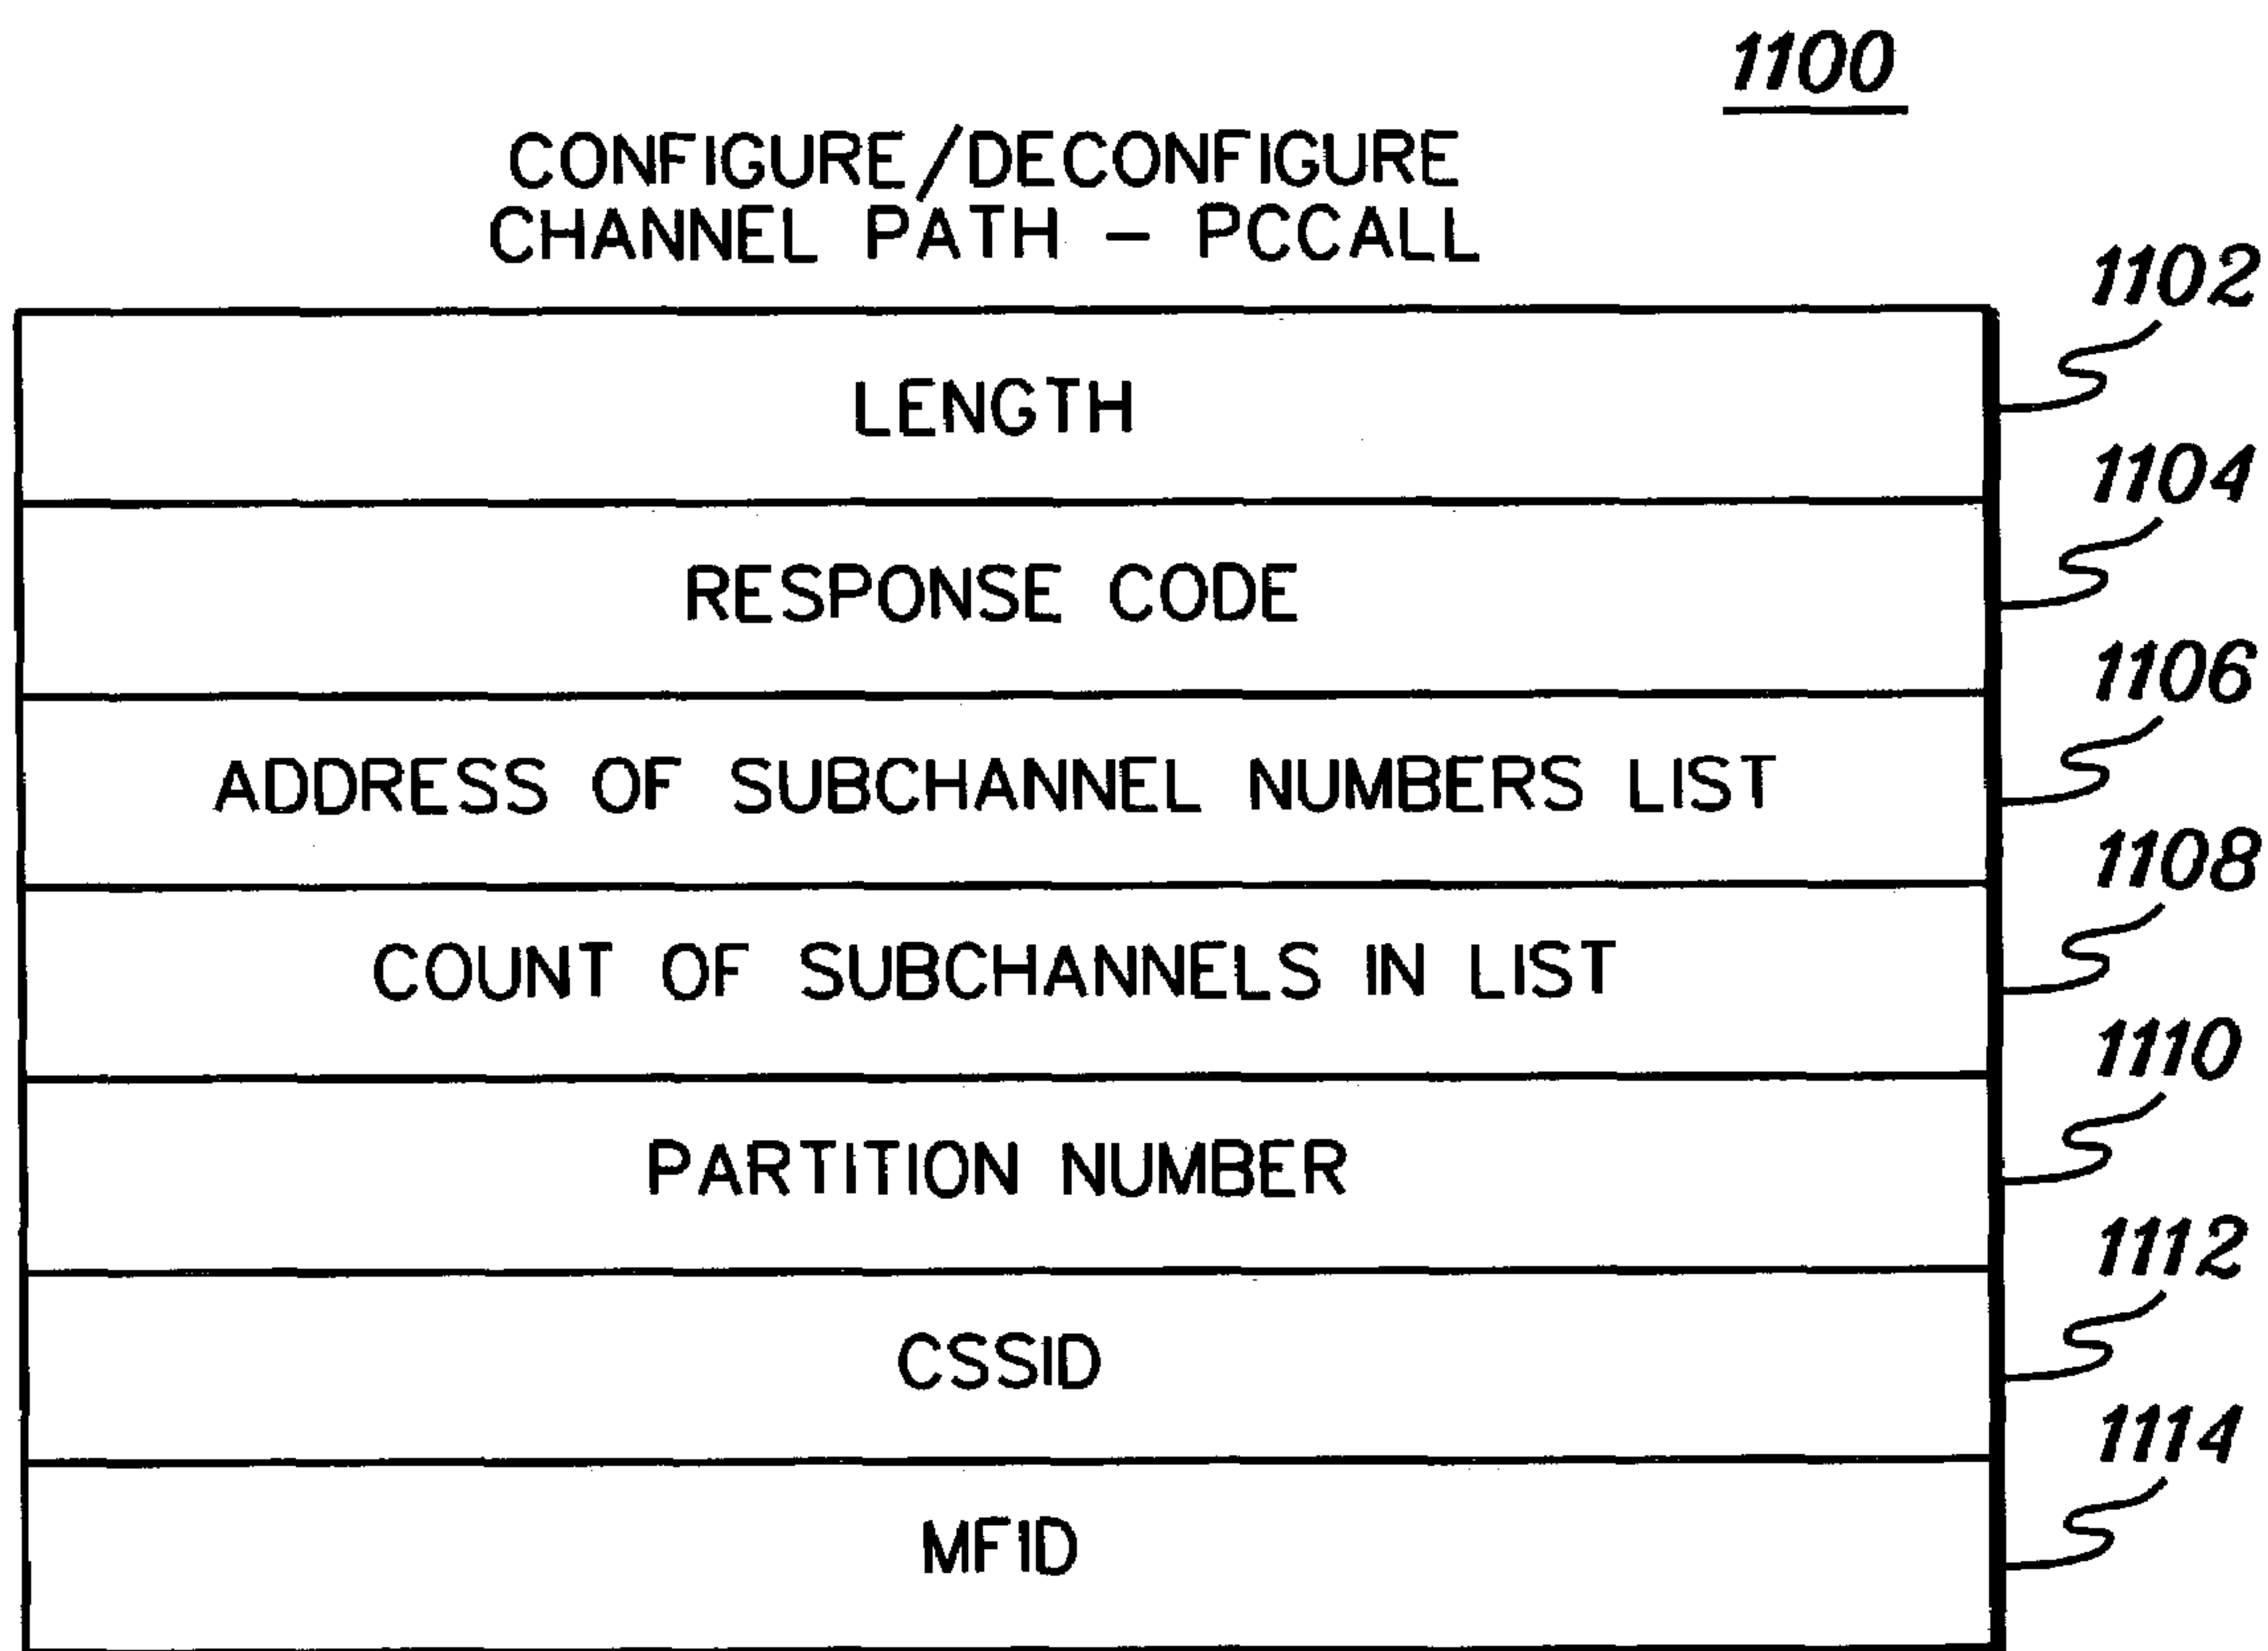 1100
CONFIGURE/DECONFIGURE
CHANNEL PATH – PCCALL
1102
LENGTH
1104
RESPONSE CODE
1106
ADDRESS OF SUBCHANNEL NUMBERS LIST
1108
COUNT OF SUBCHANNELS IN LIST
1110
PARTITION NUMBER
1112
CSSID
1114
MFID